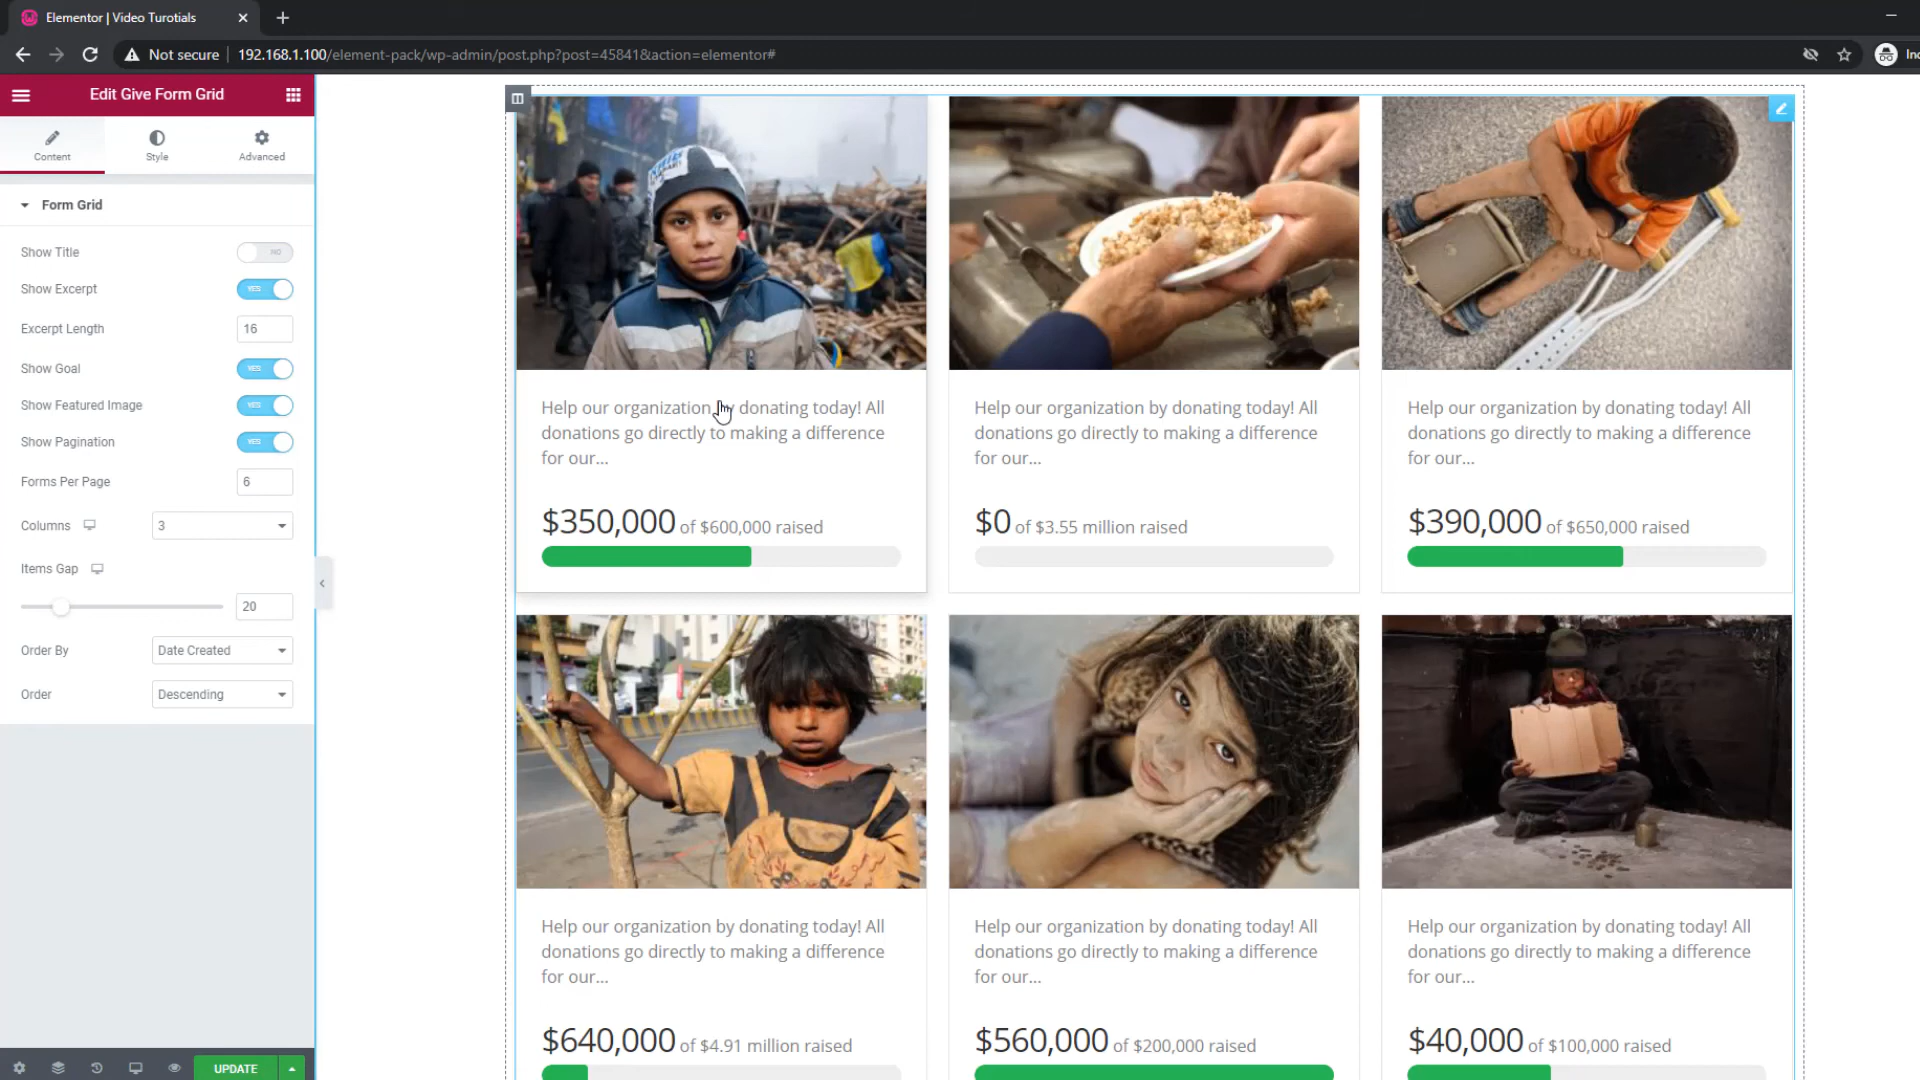 Elementor | Video Turotials
Not secure
192.168.1.100/element-pack/wp-admin/post.php?post=45841&action=elementor#
Edit Give Form Grid
Content
Style
Advanced
Form Grid
Show Title
NO
Show Excerpt
YES
Excerpt Length
16
Show Goal
YES
Show Featured Image
YES
Show Pagination
YES
Forms Per Page
6
Columns
3
Items Gap
20
Order By
Date Created
Order
Descending
UPDATE
Help our organization by donating today! All
donations go directly to making a difference
for our...
$350,000 of $600,000 raised
Help our organization by donating today! All
donations go directly to making a difference
for our...
$0 of $3.55 million raised
Help our organization by donating today! All
donations go directly to making a difference
for our...
$390,000 of $650,000 raised
Help our organization by donating today! All
donations go directly to making a difference
for our...
$640,000 of $4.91 million raised
Help our organization by donating today! All
donations go directly to making a difference
for our...
$560,000 of $200,000 raised
Help our organization by donating today! All
donations go directly to making a difference
for our...
$40,000 of $100,000 raised